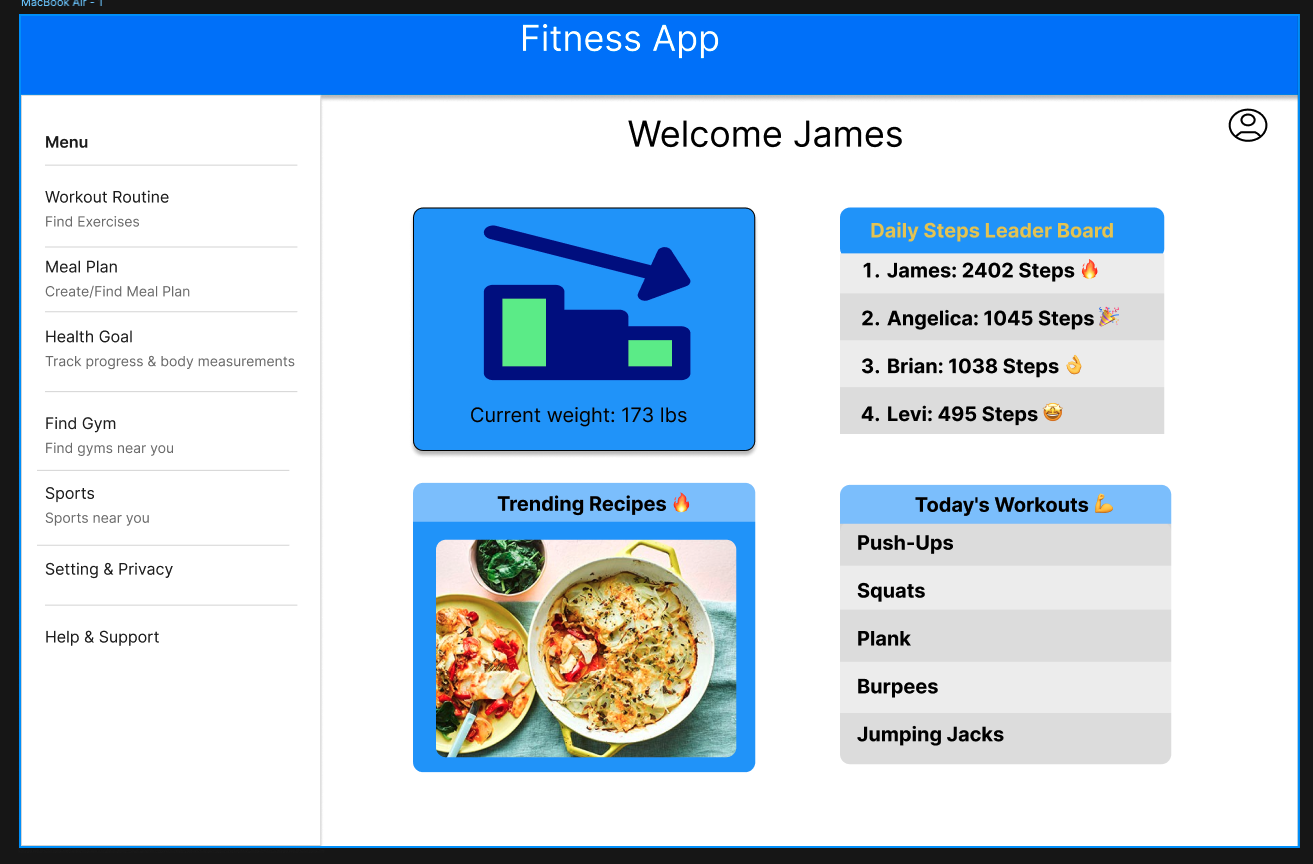 MacBook Air - 1
Fitness App
Menu
Workout Routine
Find Exercises
Meal Plan
Create/Find Meal Plan
Health Goal
Track progress & body measurements
Find Gym
Find gyms near you
Sports
Sports near you
Setting & Privacy
Help & Support
Welcome James
Current weight: 173 lbs
Daily Steps Leader Board
1. James: 2402 Steps 🔥
2. Angelica: 1045 Steps 🎉
3. Brian: 1038 Steps 👌
4. Levi: 495 Steps 🤩
Trending Recipes 🔥
Today's Workouts 💪
Push-Ups
Squats
Plank
Burpees
Jumping Jacks